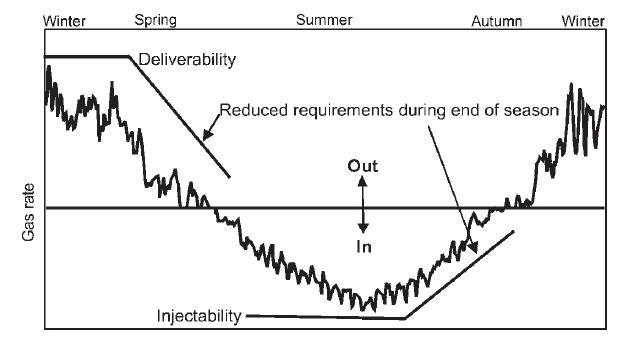 Winter Spring Summer Autumn Winter
Deliverability
Reduced requirements during end of season
Out
In
Gas rate
Injectability